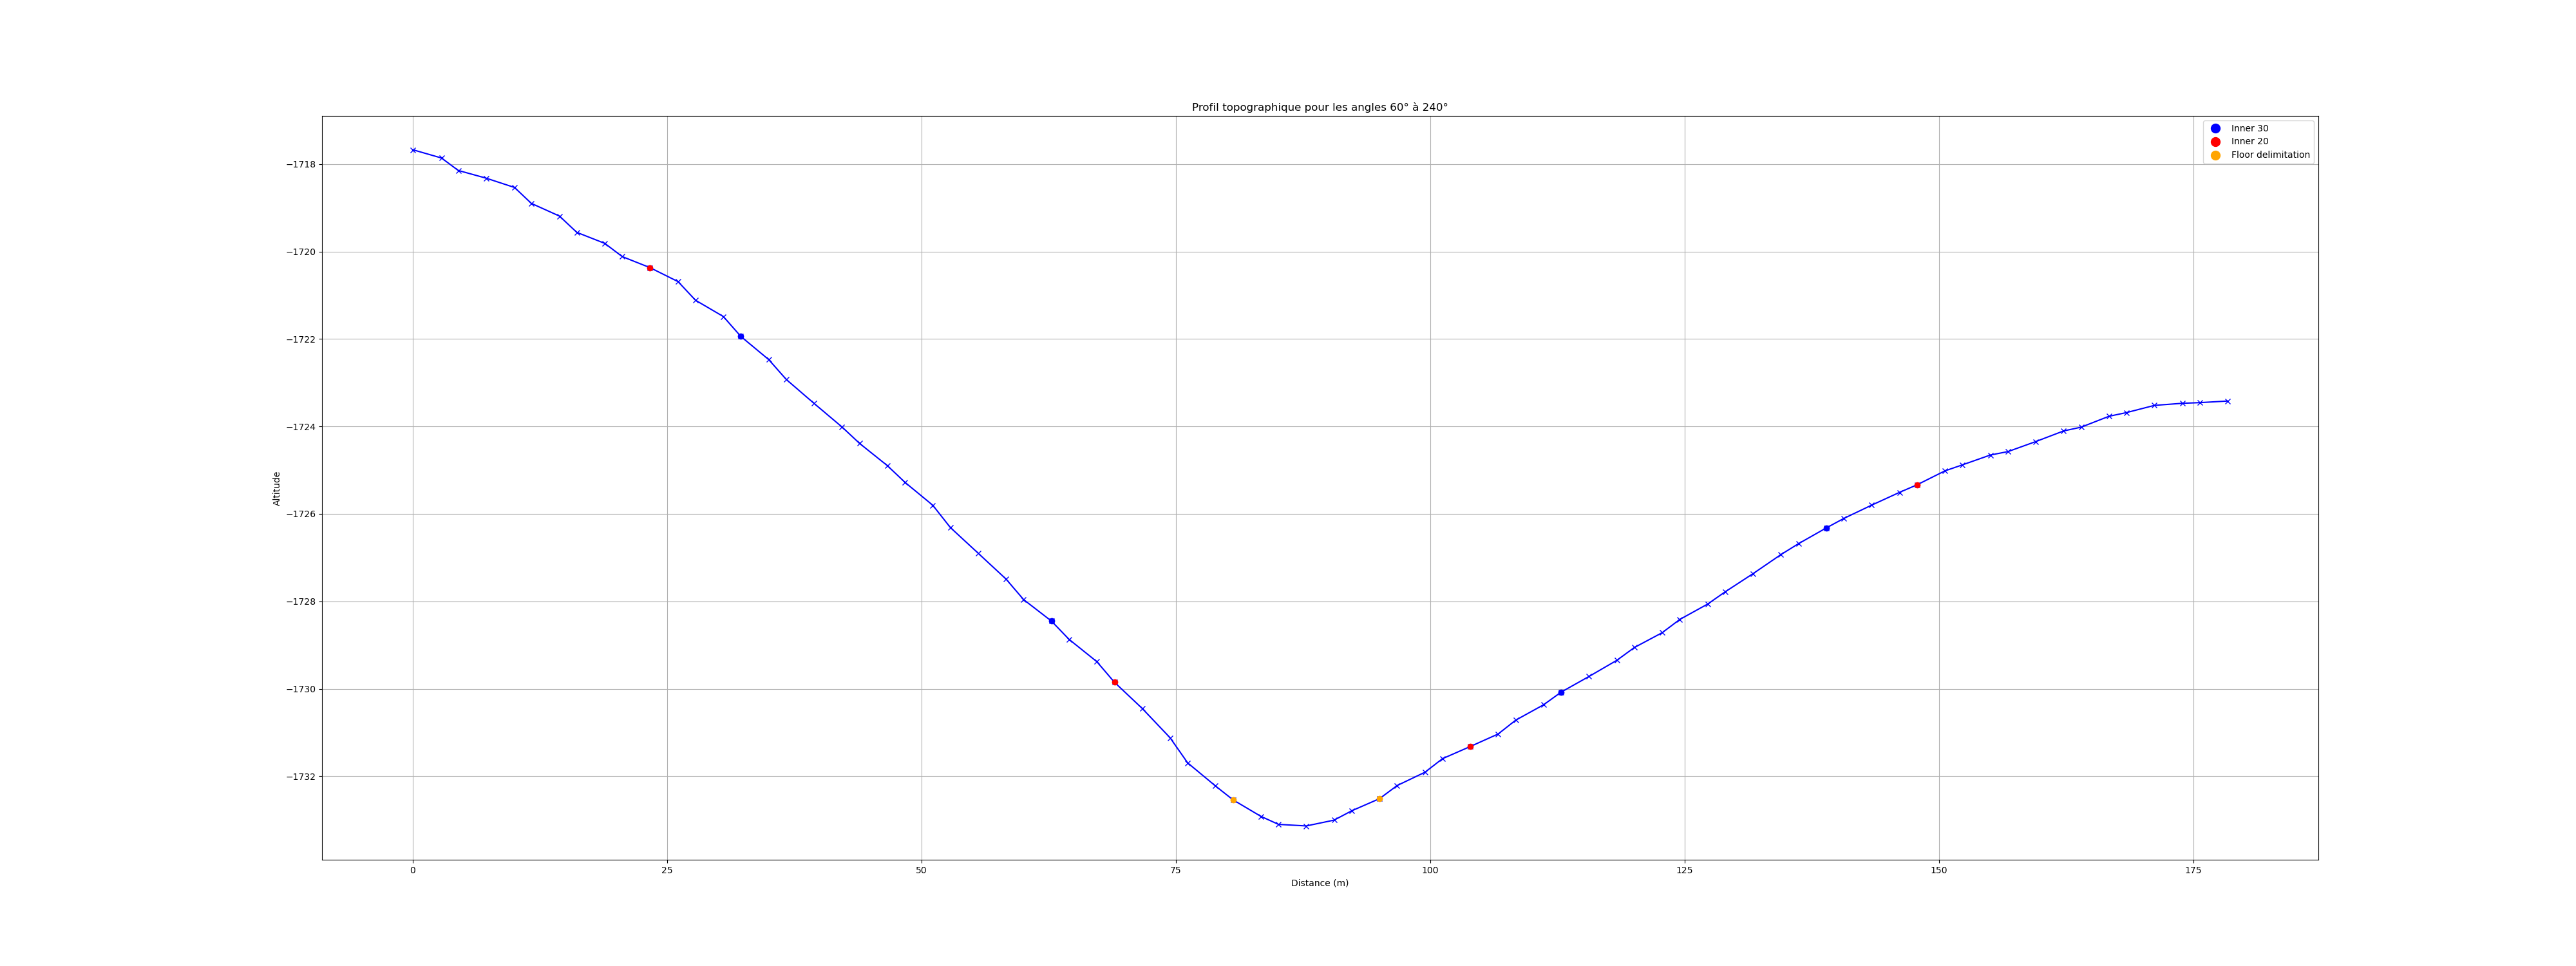 Profil topographique pour les angles 60° à 240°
Inner 30
Inner 20
Floor delimitation
Altitude
−1718
−1720
−1722
−1724
−1726
−1728
−1730
−1732
0 25 50 75 100 125 150 175
Distance (m)